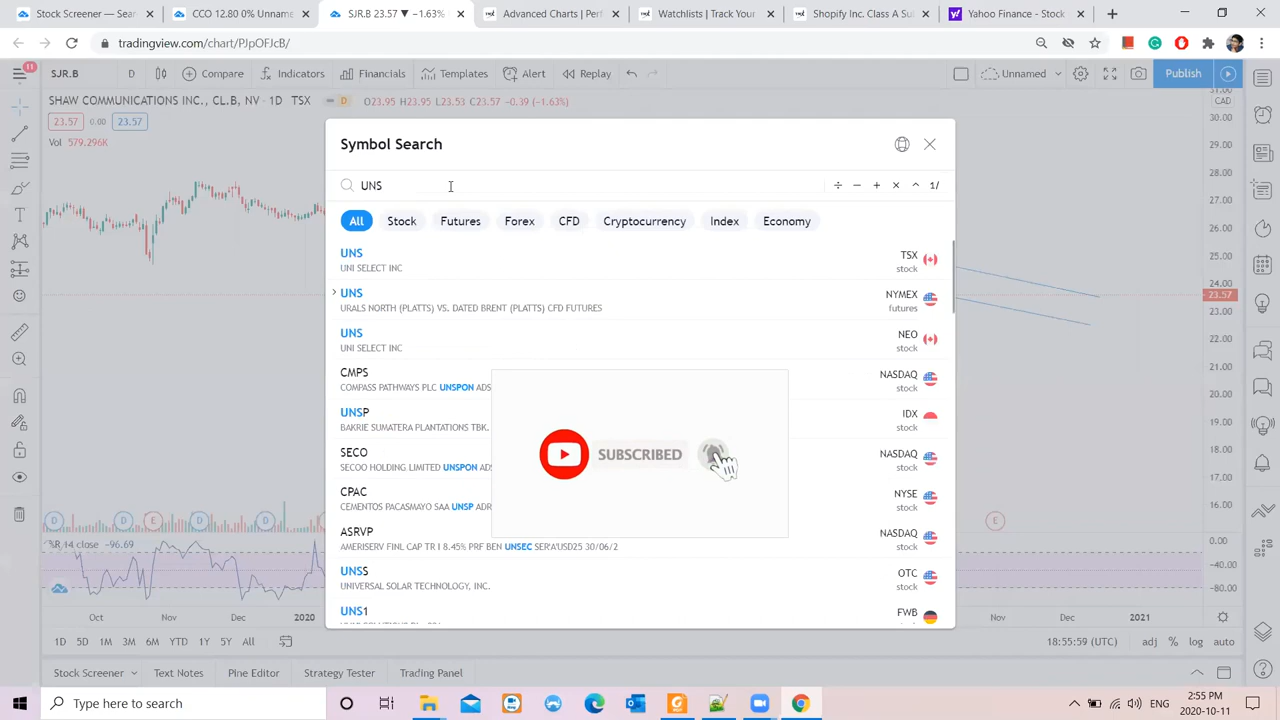 CCO 12.80% Unname
SJR.B 23.57 ▼ −1.63%
Advanced Charts | Per
Watchlists | Track Your
Shopify Inc. Class A Su
Yahoo Finance - Stock
tradingview.com/chart/PJpOFJcB/
11
SJR.B
D
Compare
Indicators
Financials
Templates
Alert
Replay
Unnamed
Publish
SHAW COMMUNICATIONS INC., CL.B, NV · 1D · TSX
D
O23.95 H23.95 L23.53 C23.57 −0.39 (−1.63%)
23.57
0.00
23.57
Vol 579.296K
CAD
30.00
29.00
28.00
27.00
26.00
25.00
24.00
23.57
23.00
22.00
21.00
20.00
19.00
18.00
17.00
16.00
0.00
-40.00
-80.00
Symbol Search
UNS
÷ − + × ^ 1/
All
Stock
Futures
Forex
CFD
Cryptocurrency
Index
Economy
UNS
UNI SELECT INC
TSX
stock
UNS
URALS NORTH (PLATTS) VS. DATED BRENT (PLATTS) CFD FUTURES
NYMEX
futures
UNS
UNI SELECT INC
NEO
stock
CMPS
COMPASS PATHWAYS PLC UNSPON ADS
NASDAQ
stock
UNSP
BAKRIE SUMATERA PLANTATIONS TBK.
IDX
stock
SECO
SECOO HOLDING LIMITED UNSPON ADS
NASDAQ
stock
CPAC
CEMENTOS PACASMAYO SAA UNSP ADR
NYSE
stock
ASRVP
AMERISERV FINL CAP TR I 8.45% PRF BEN UNSEC SER'A'USD25 30/06/2
NASDAQ
stock
UNSS
UNIVERSAL SOLAR TECHNOLOGY, INC.
OTC
stock
UNS1
FWB
SUBSCRIBED
D
D
E
D
D
E
%R 14 close −96.69
Oct
Nov
Dec
2020
Nov
Dec
2021
1D 5D 1M 3M 6M YTD 1Y 5Y All
18:55:59 (UTC)
adj % log auto
Stock Screener
Text Notes
Pine Editor
Strategy Tester
Trading Panel
Type here to search
2:55 PM
2020-10-11